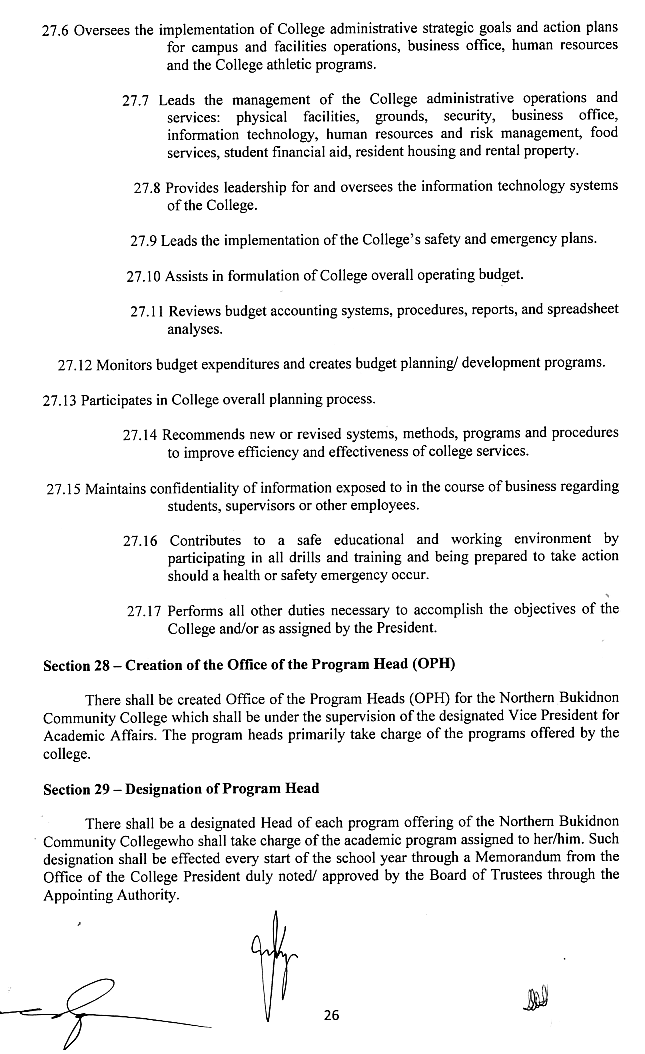 27.6 Oversees the implementation of College administrative strategic goals and action plans
for campus and facilities operations, business office, human resources
and the College athletic programs.
27.7 Leads the management of the College administrative operations and
services: physical facilities, grounds, security, business office,
information technology, human resources and risk management, food
services, student financial aid, resident housing and rental property.
27.8 Provides leadership for and oversees the information technology systems
of the College.
27.9 Leads the implementation of the College's safety and emergency plans.
27.10 Assists in formulation of College overall operating budget.
27.11 Reviews budget accounting systems, procedures, reports, and spreadsheet
analyses.
27.12 Monitors budget expenditures and creates budget planning/ development programs.
27.13 Participates in College overall planning process.
27.14 Recommends new or revised systems, methods, programs and procedures
to improve efficiency and effectiveness of college services.
27.15 Maintains confidentiality of information exposed to in the course of business regarding
students, supervisors or other employees.
27.16 Contributes to a safe educational and working environment by
participating in all drills and training and being prepared to take action
should a health or safety emergency occur.
27.17 Performs all other duties necessary to accomplish the objectives of the
College and/or as assigned by the President.
Section 28 – Creation of the Office of the Program Head (OPH)
There shall be created Office of the Program Heads (OPH) for the Northern Bukidnon
Community College which shall be under the supervision of the designated Vice President for
Academic Affairs. The program heads primarily take charge of the programs offered by the
college.
Section 29 – Designation of Program Head
There shall be a designated Head of each program offering of the Northern Bukidnon
Community Collegewho shall take charge of the academic program assigned to her/him. Such
designation shall be effected every start of the school year through a Memorandum from the
Office of the College President duly noted/ approved by the Board of Trustees through the
Appointing Authority.
26